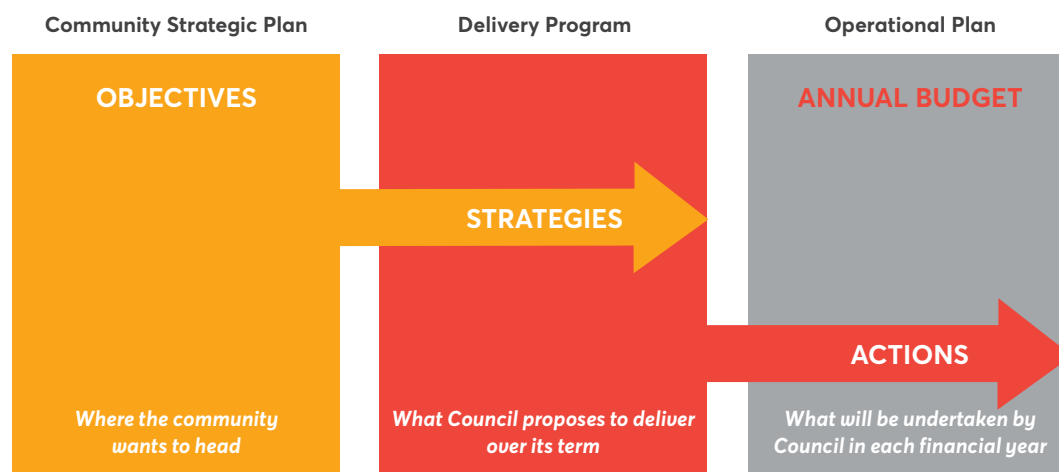 Community Strategic Plan
Delivery Program
Operational Plan
OBJECTIVES
ANNUAL BUDGET
STRATEGIES
ACTIONS
Where the community
wants to head
What Council proposes to deliver
over its term
What will be undertaken by
Council in each financial year